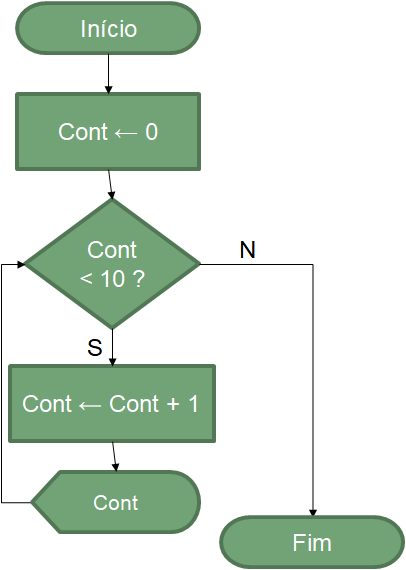 Início
Cont ← 0
Cont
< 10 ?
N
S
Cont ← Cont + 1
Cont
Fim